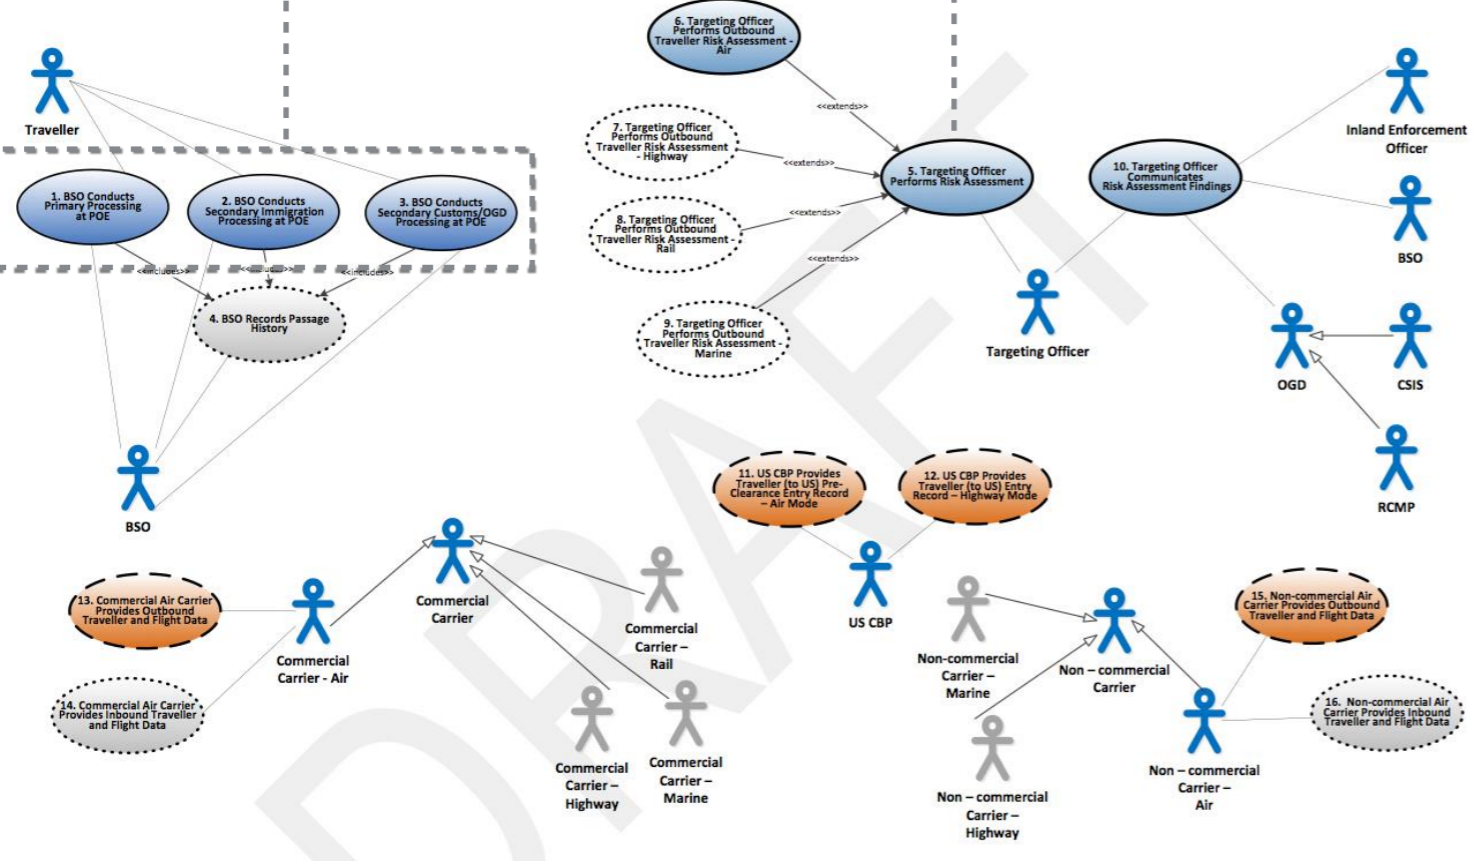 6. Targeting Officer
Performs Outbound
Traveller Risk Assessment -
Air
Traveller
<<extends>>
7. Targeting Officer
Performs Outbound
Traveller Risk Assessment
- Highway
<<extends>>
Inland Enforcement
Officer
1. BSO Conducts
Primary Processing
at POE
2. BSO Conducts
Secondary Immigration
Processing at POE
3. BSO Conducts
Secondary Customs/OGD
Processing at POE
5. Targeting Officer
Performs Risk Assessment
10. Targeting Officer
Communicates
Risk Assessment Findings
8. Targeting Officer
Performs Outbound
Traveller Risk Assessment -
Rail
<<extends>>
<<extends>>
BSO
<<includes>>
<<includes>>
<<includes>>
4. BSO Records Passage
History
9. Targeting Officer
Performs Outbound
Traveller Risk Assessment -
Marine
Targeting Officer
OGD
CSIS
RCMP
BSO
11. US CBP Provides
Traveller (to US) Pre-
Clearance Entry Record
– Air Mode
12. US CBP Provides
Traveller (to US) Entry
Record – Highway Mode
US CBP
13. Commercial Air Carrier
Provides Outbound
Traveller and Flight Data
Commercial
Carrier - Air
Commercial
Carrier
Commercial
Carrier –
Rail
14. Commercial Air Carrier
Provides Inbound Traveller
and Flight Data
Commercial
Carrier –
Highway
Commercial
Carrier –
Marine
Non-commercial
Carrier –
Marine
Non – commercial
Carrier
15. Non-commercial Air
Carrier Provides Outbound
Traveller and Flight Data
16. Non-commercial Air
Carrier Provides Inbound
Traveller and Flight Data
Non – commercial
Carrier –
Highway
Non – commercial
Carrier –
Air
DRAFT